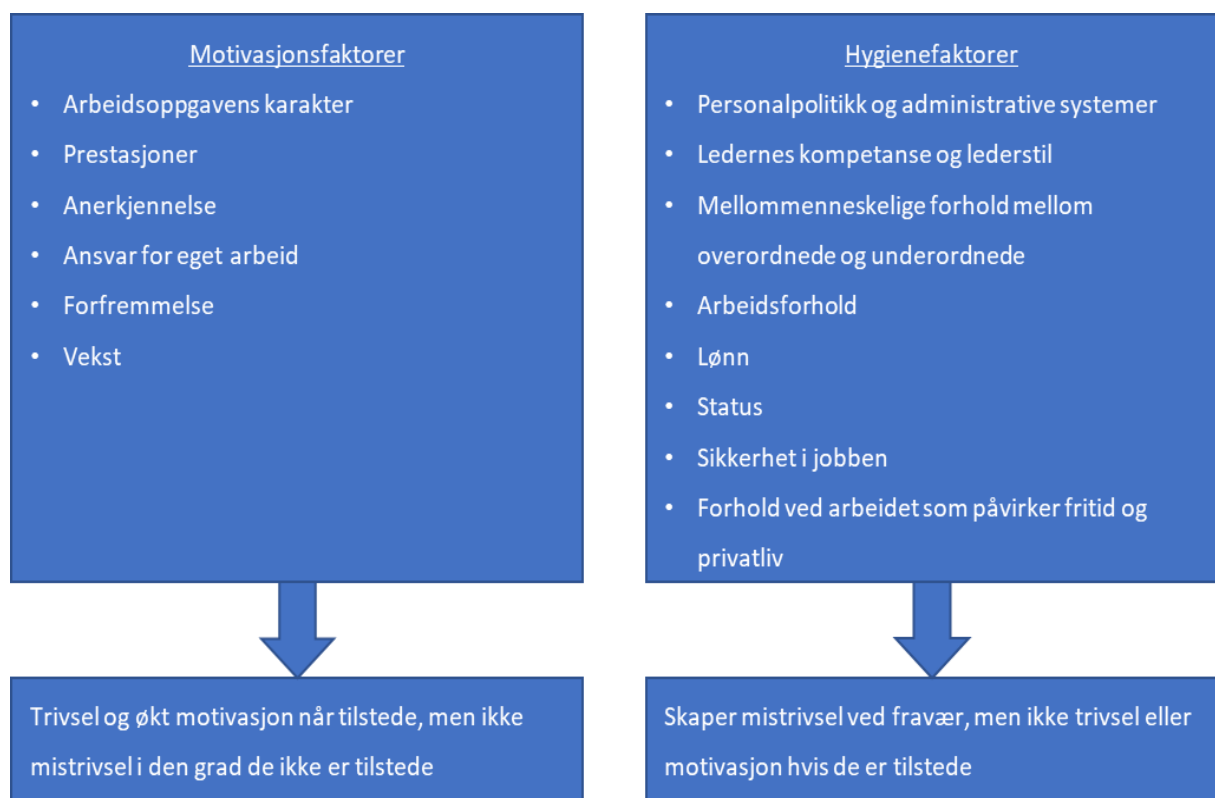 Motivasjonsfaktorer
• Arbeidsoppgavens karakter
• Prestasjoner
• Anerkjennelse
• Ansvar for eget arbeid
• Forfremmelse
• Vekst
Trivsel og økt motivasjon når tilstede, men ikke
mistrivsel i den grad de ikke er tilstede
Hygienefaktorer
• Personalpolitikk og administrative systemer
• Ledernes kompetanse og lederstil
• Mellommenneskelige forhold mellom
overordnede og underordnede
• Arbeidsforhold
• Lønn
• Status
• Sikkerhet i jobben
• Forhold ved arbeidet som påvirker fritid og
privatliv
Skaper mistrivsel ved fravær, men ikke trivsel eller
motivasjon hvis de er tilstede